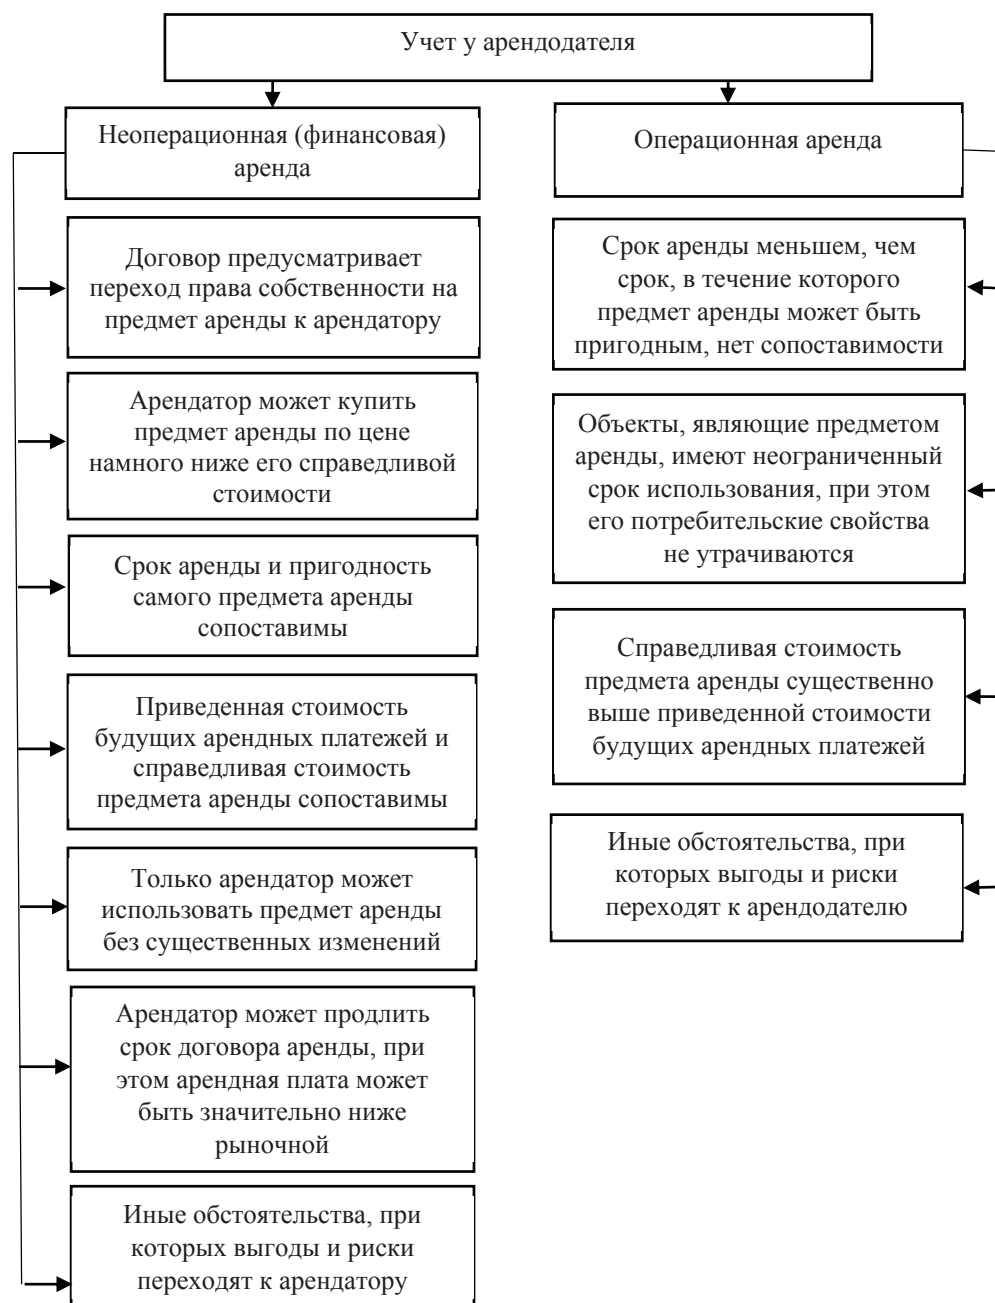 Учет у арендодателя
Неоперационная (финансовая)
аренда
Договор предусматривает
переход права собственности на
предмет аренды к арендатору
Арендатор может купить
предмет аренды по цене
намного ниже его справедливой
стоимости
Срок аренды и пригодность
самого предмета аренды
сопоставимы
Приведенная стоимость
будущих арендных платежей и
справедливая стоимость
предмета аренды сопоставимы
Только арендатор может
использовать предмет аренды
без существенных изменений
Арендатор может продлить
срок договора аренды, при
этом арендная плата может
быть значительно ниже
рыночной
Иные обстоятельства, при
которых выгоды и риски
переходят к арендатору
Операционная аренда
Срок аренды меньшем, чем
срок, в течение которого
предмет аренды может быть
пригодным, нет сопоставимости
Объекты, являющие предметом
аренды, имеют неограниченный
срок использования, при этом
его потребительские свойства
не утрачиваются
Справедливая стоимость
предмета аренды существенно
выше приведенной стоимости
будущих арендных платежей
Иные обстоятельства, при
которых выгоды и риски
переходят к арендодателю